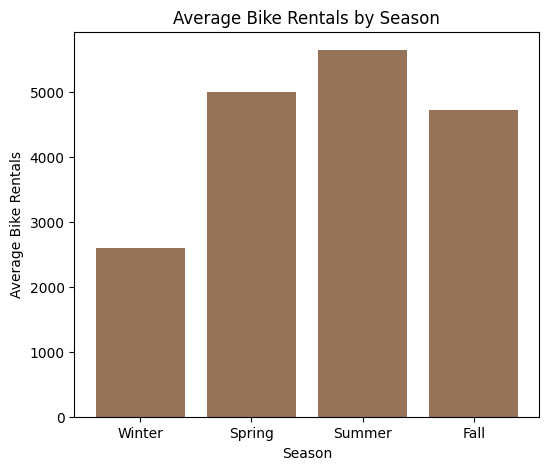 Average Bike Rentals by Season
Average Bike Rentals
5000
4000
3000
2000
1000
0
Winter Spring Summer Fall
Season